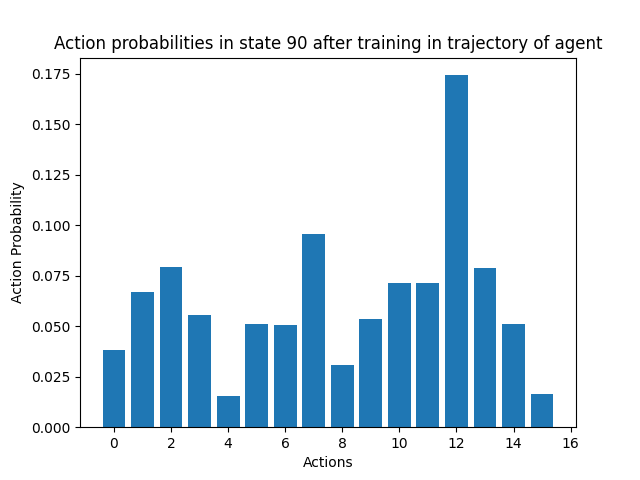 Action probabilities in state 90 after training in trajectory of agent
Action Probability
0.175
0.150
0.125
0.100
0.075
0.050
0.025
0.000
0 2 4 6 8 10 12 14 16
Actions